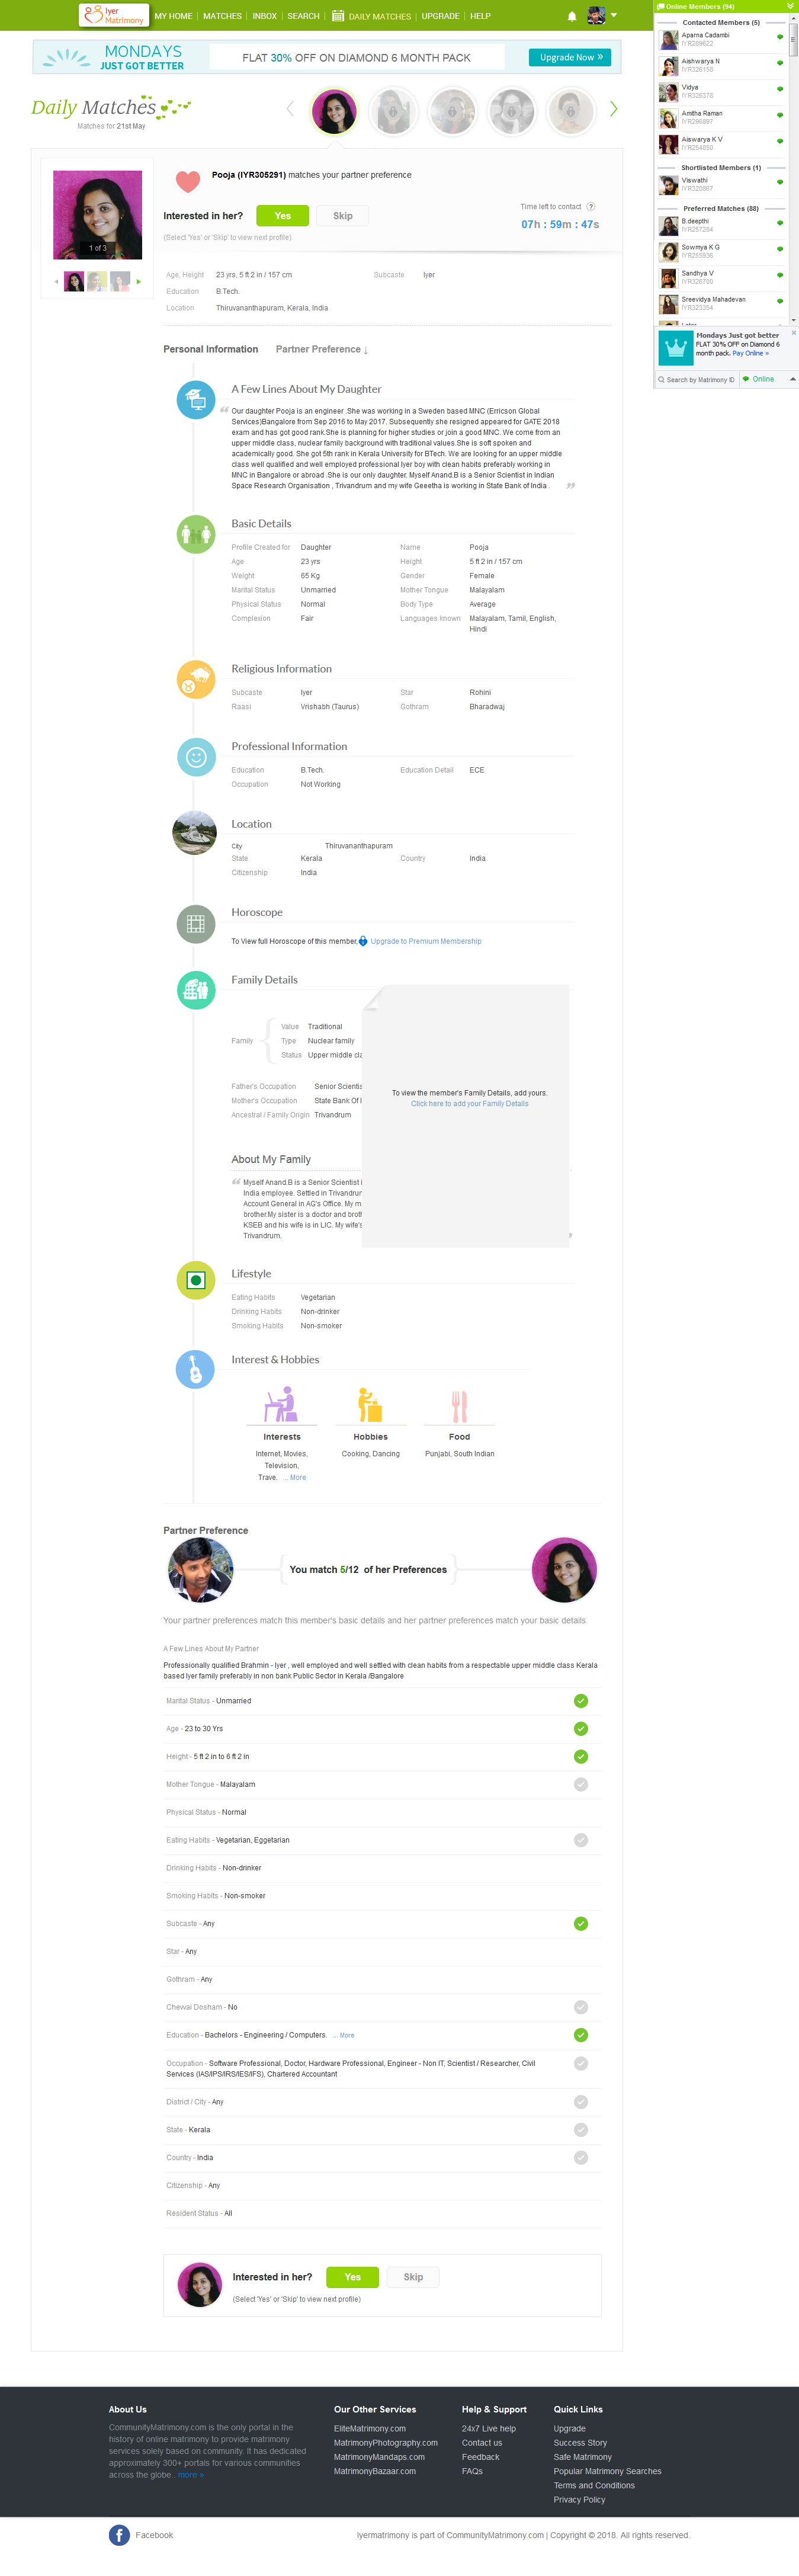 Iyer
Matrimony
MY HOME | MATCHES | INBOX | SEARCH | DAILY MATCHES | UPGRADE | HELP
MONDAYS
JUST GOT BETTER
FLAT 30% OFF ON DIAMOND 6 MONTH PACK
Upgrade Now »
Online Members (94)
Contacted Members (5)
Aparna Cadambi
IYR289622
Aishwarya N
IYR326158
Vidya
IYR326378
Amitha Raman
IYR296897
Aiswarya K V
IYR254850
Shortlisted Members (1)
Viswathi
IYR328867
Preferred Matches (88)
B.deepthi
IYR257284
Sowmya K G
IYR255936
Sandhya V
IYR326700
Sreevidya Mahadevan
IYR323354
Mondays Just got better
FLAT 30% OFF on Diamond 6
month pack. Pay Online »
Search by Matrimony ID
Online
Daily Matches
Matches for 21st May
1 of 3
Pooja (IYR305291) matches your partner preference
Interested in her? Yes Skip
(Select 'Yes' or 'Skip' to view next profile)
Time left to contact ?
07h : 59m : 47s
Age, Height 23 yrs, 5 ft 2 in / 157 cm Subcaste Iyer
Education B.Tech.
Location Thiruvananthapuram, Kerala, India
Personal Information Partner Preference ↓
A Few Lines About My Daughter
Our daughter Pooja is an engineer .She was working in a Sweden based MNC (Erricson Global
Services)Bangalore from Sep 2016 to May 2017. Subsequently she resigned appeared for GATE 2018
exam and has got good rank.She is planning for higher studies or join a good MNC. We come from an
upper middle class, nuclear family background with traditional values.She is soft spoken and
academically good. She got 5th rank in Kerala University for BTech. We are looking for an upper middle
class well qualified and well employed professional Iyer boy with clean habits preferably working in
MNC in Bangalore or abroad .She is our only daughter. Myself Anand.B is a Senior Scientist in Indian
Space Research Organisation , Trivandrum and my wife Geeetha is working in State Bank of India .
Basic Details
Profile Created for Daughter Name Pooja
Age 23 yrs Height 5 ft 2 in / 157 cm
Weight 65 Kg Gender Female
Marital Status Unmarried Mother Tongue Malayalam
Physical Status Normal Body Type Average
Complexion Fair Languages known Malayalam, Tamil, English,
Hindi
Religious Information
Subcaste Iyer Star Rohini
Raasi Vrishabh (Taurus) Gothram Bharadwaj
Professional Information
Education B.Tech. Education Detail ECE
Occupation Not Working
Location
City Thiruvananthapuram
State Kerala Country India
Citizenship India
Horoscope
To View full Horoscope of this member, Upgrade to Premium Membership
Family Details
Value Traditional
Family Type Nuclear family
Status Upper middle cla
Father's Occupation Senior Scientis
Mother's Occupation State Bank Of I
Ancestral / Family Origin Trivandrum
To view the member's Family Details, add yours.
Click here to add your Family Details
About My Family
Myself Anand.B is a Senior Scientist i
India employee. Settled in Trivandrum
Account General in AG's Office. My m
brother.My sister is a doctor and broth
KSEB and his wife is in LIC. My wife's
Trivandrum.
Lifestyle
Eating Habits Vegetarian
Drinking Habits Non-drinker
Smoking Habits Non-smoker
Interest & Hobbies
Interests Hobbies Food
Internet, Movies, Cooking, Dancing Punjabi, South Indian
Television,
Trave. ... More
Partner Preference
You match 5/12 of her Preferences
Your partner preferences match this member's basic details and her partner preferences match your basic details.
A Few Lines About My Partner
Professionally qualified Brahmin - Iyer , well employed and well settled with clean habits from a respectable upper middle class Kerala
based Iyer family preferably in non bank Public Sector in Kerala /Bangalore
Marital Status - Unmarried
Age - 23 to 30 Yrs
Height - 5 ft 2 in to 6 ft 2 in
Mother Tongue - Malayalam
Physical Status - Normal
Eating Habits - Vegetarian, Eggetarian
Drinking Habits - Non-drinker
Smoking Habits - Non-smoker
Subcaste - Any
Star - Any
Gothram - Any
Chevvai Dosham - No
Education - Bachelors - Engineering / Computers. ... More
Occupation - Software Professional, Doctor, Hardware Professional, Engineer - Non IT, Scientist / Researcher, Civil
Services (IAS/IPS/IRS/IES/IFS), Chartered Accountant
District / City - Any
State - Kerala
Country - India
Citizenship - Any
Resident Status - All
Interested in her? Yes Skip
(Select 'Yes' or 'Skip' to view next profile)
About Us
CommunityMatrimony.com is the only portal in the
history of online matrimony to provide matrimony
services solely based on community. It has dedicated
approximately 300+ portals for various communities
across the globe.. more »
Our Other Services
EliteMatrimony.com
MatrimonyPhotography.com
MatrimonyMandaps.com
MatrimonyBazaar.com
Help & Support
24x7 Live help
Contact us
Feedback
FAQs
Quick Links
Upgrade
Success Story
Safe Matrimony
Popular Matrimony Searches
Terms and Conditions
Privacy Policy
Facebook
Iyermatrimony is part of CommunityMatrimony.com | Copyright © 2018. All rights reserved.